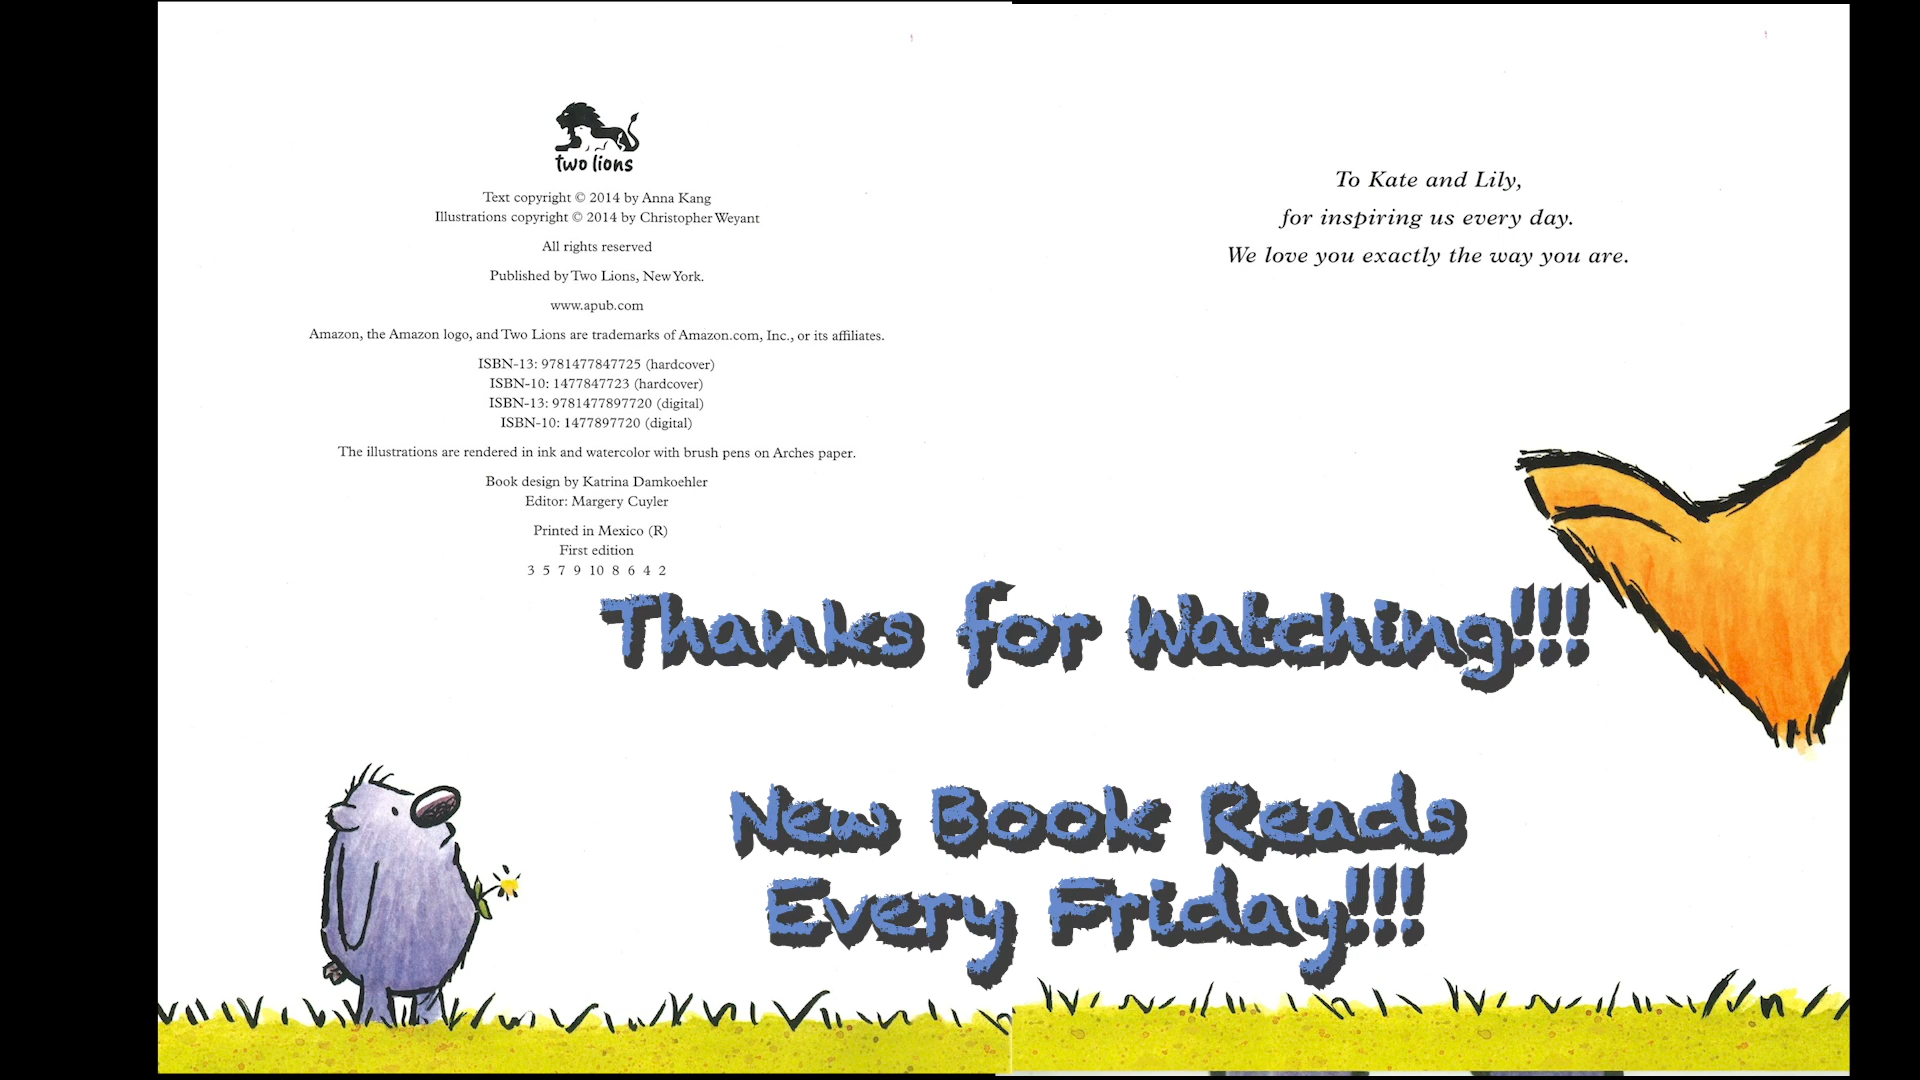 two lions
Text copyright © 2014 by Anna Kang
Illustrations copyright © 2014 by Christopher Weyant
All rights reserved
Published by Two Lions, New York.
www.apub.com
Amazon, the Amazon logo, and Two Lions are trademarks of Amazon.com, Inc., or its affiliates.
ISBN-13: 9781477847725 (hardcover)
ISBN-10: 1477847723 (hardcover)
ISBN-13: 9781477897720 (digital)
ISBN-10: 1477897720 (digital)
The illustrations are rendered in ink and watercolor with brush pens on Arches paper.
Book design by Katrina Damkoehler
Editor: Margery Cuyler
Printed in Mexico (R)
First edition
3 5 7 9 10 8 6 4 2
To Kate and Lily,
for inspiring us every day.
We love you exactly the way you are.
Thanks for Watching!!!
New Book Reads
Every Friday!!!